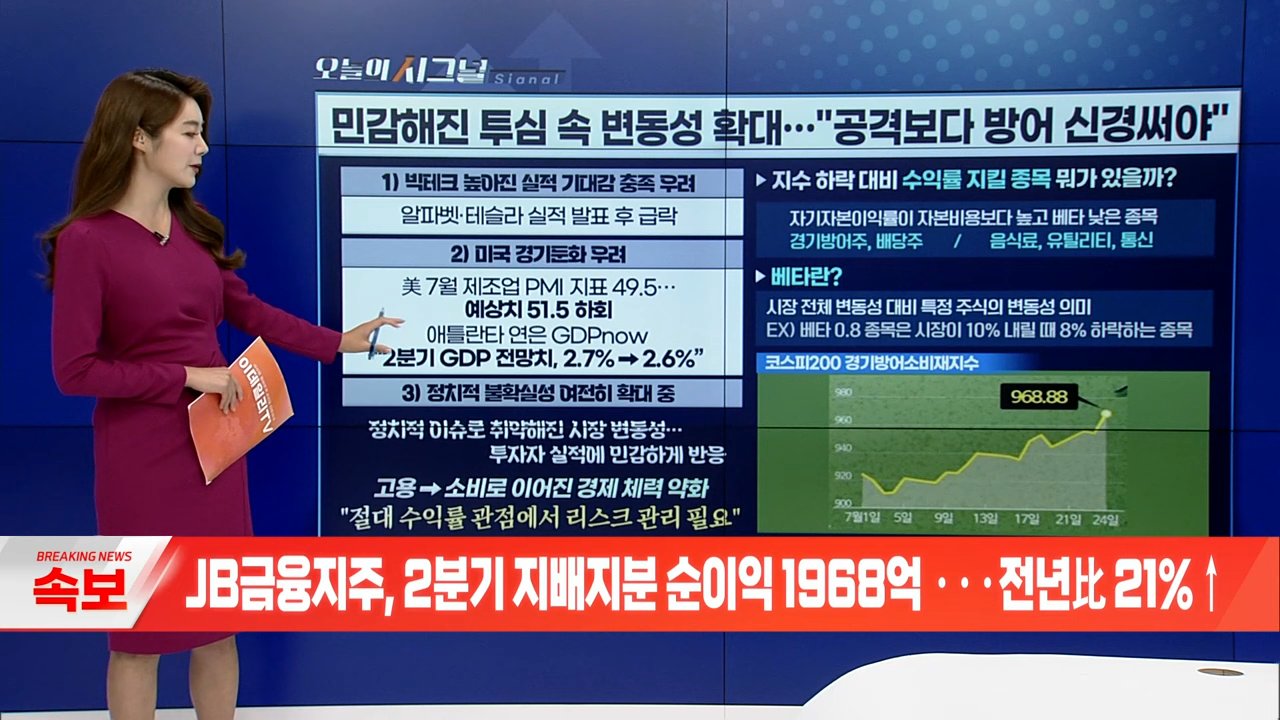 오늘의 시그널
Signal
민감해진 투심 속 변동성 확대…"공격보다 방어 신경써야"
1) 빅테크 높아진 실적 기대감 충족 우려
알파벳·테슬라 실적 발표 후 급락
2) 미국 경기둔화 우려
美 7월 제조업 PMI 지표 49.5…
예상치 51.5 하회
애틀란타 연은 GDPnow
"2분기 GDP 전망치, 2.7% → 2.6%"
3) 정치적 불확실성 여전히 확대 중
정치적 이슈로 취약해진 시장 변동성…
투자자 실적에 민감하게 반응
고용 → 소비로 이어진 경제 체력 약화
"절대 수익률 관점에서 리스크 관리 필요"
▶ 지수 하락 대비 수익률 지킬 종목 뭐가 있을까?
자기자본이익률이 자본비용보다 높고 베타 낮은 종목
경기방어주, 배당주 / 음식료, 유틸리티, 통신
▶ 베타란?
시장 전체 변동성 대비 특정 주식의 변동성 의미
EX) 베타 0.8 종목은 시장이 10% 내릴 때 8% 하락하는 종목
코스피200 경기방어소비재지수
968.88
980
960
940
920
900
7월1일 5일 9일 13일 17일 21일 24일
이데일리TV
BREAKING NEWS
속보
JB금융지주, 2분기 지배지분 순이익 1968억 ···전년比 21%↑